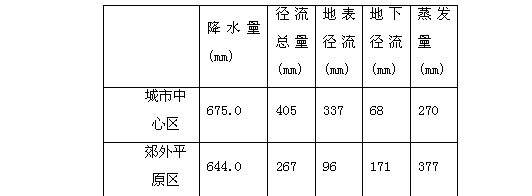 降水量
(mm)
径流
总量
(mm)
地表
径流
(mm)
地下
径流
(mm)
蒸发
量
(mm)
城市中
心区
675.0
405
337
68
270
郊外平
原区
644.0
267
96
171
377